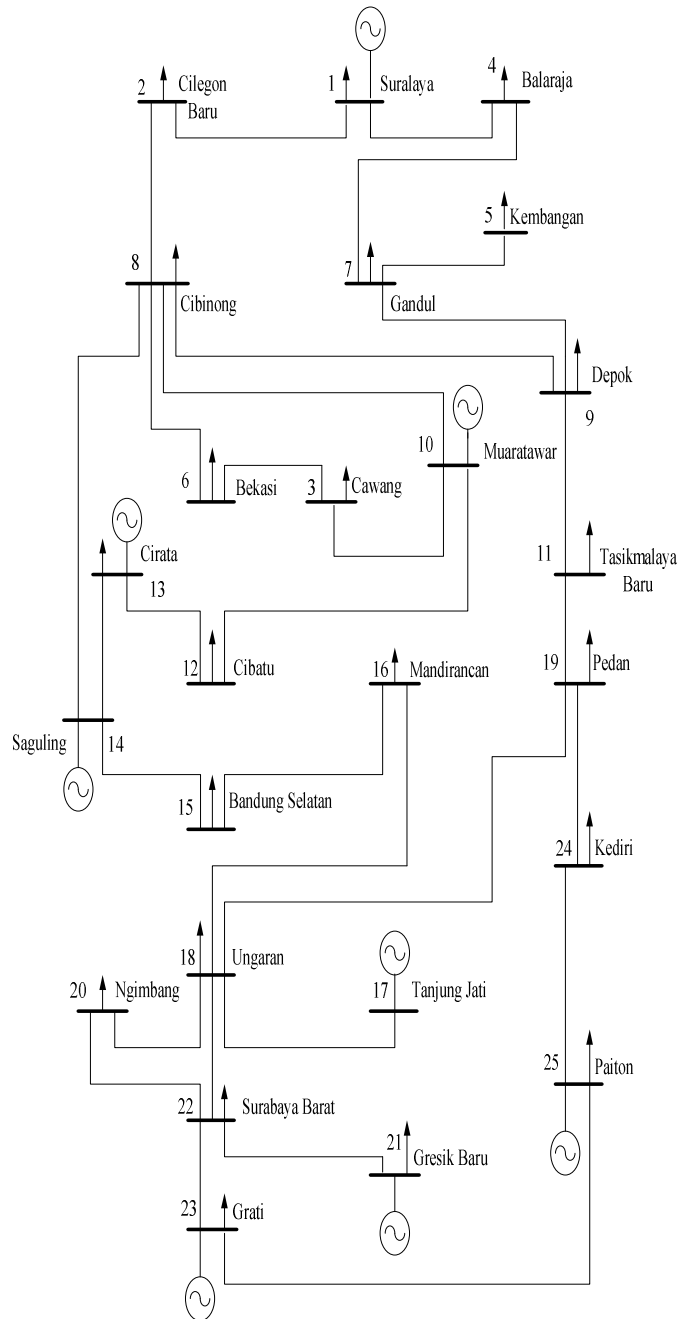 2
Cilegon
Baru
1
Suralaya
4
Balaraja
5
Kembangan
8
Cibinong
7
Gandul
Depok
9
10
Muaratawar
6
Bekasi
3
Cawang
Cirata
13
11
Tasikmalaya
Baru
12
Cibatu
16
Mandirancan
19
Pedan
Saguling
14
15
Bandung Selatan
24
Kediri
18
Ungaran
20
Ngimbang
17
Tanjung Jati
25
Paiton
22
Surabaya Barat
21
Gresik Baru
23
Grati